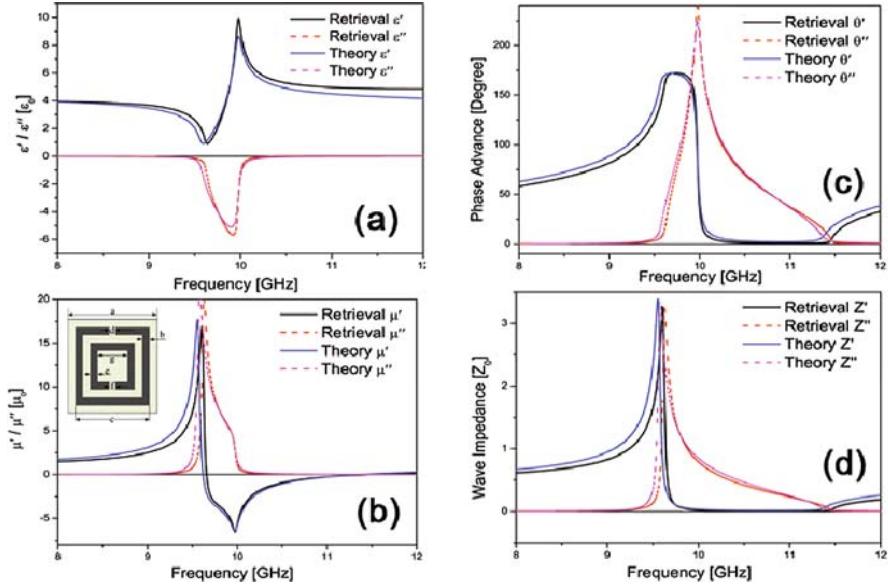 10
8
6
4
2
0
-2
-4
-6
ε′ / ε″ [ε₀]
Retrieval ε′
Retrieval ε″
Theory ε′
Theory ε″
(a)
8 9 10 11 12
Frequency [GHz]
200
150
100
50
0
Phase Advance [Degree]
Retrieval θ′
Retrieval θ″
Theory θ′
Theory θ″
(c)
8 9 10 11 12
Frequency [GHz]
20
15
10
5
0
-5
μ′ / μ″ [μ₀]
a
c
Retrieval μ′
Retrieval μ″
Theory μ′
Theory μ″
(b)
8 9 10 11 12
Frequency [GHz]
3
2
1
0
Wave Impedance [Z₀]
Retrieval Z′
Retrieval Z″
Theory Z′
Theory Z″
(d)
8 9 10 11 12
Frequency [GHz]